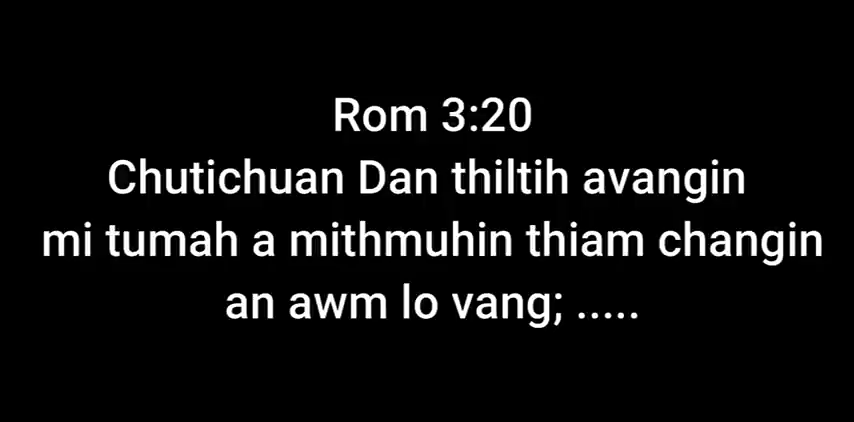 Rom 3:20
Chutichuan Dan thiltih avangin
mi tumah a mithmuhin thiam changin
an awm lo vang; .....